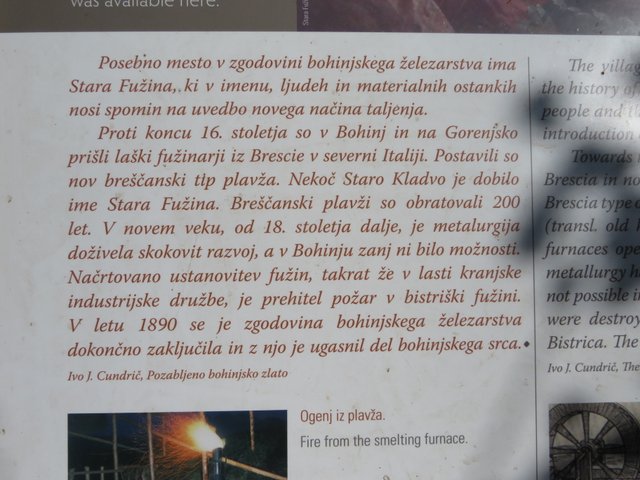 was available here.
Stara Fuž
Posebno mesto v zgodovini bohinjskega železarstva ima
Stara Fužina, ki v imenu, ljudeh in materialnih ostankih
nosi spomin na uvedbo novega načina taljenja.
Proti koncu 16. stoletja so v Bohinj in na Gorenjsko
prišli laški fužinarji iz Brescie v severni Italiji. Postavili so
nov breščanski tip plavža. Nekoč Staro Kladvo je dobilo
ime Stara Fužina. Breščanski plavži so obratovali 200
let. V novem veku, od 18. stoletja dalje, je metalurgija
doživela skokovit razvoj, a v Bohinju zanj ni bilo možnosti.
Načrtovano ustanovitev fužin, takrat že v lasti kranjske
industrijske družbe, je prehitel požar v bistriški fužini.
V letu 1890 se je zgodovina bohinjskega železarstva
dokončno zaključila in z njo je ugasnil del bohinjskega srca.
Ivo J. Cundrič, Pozabljeno bohinjsko zlato
Ogenj iz plavža.
Fire from the smelting furnace.
The villag
the history of
people and th
introduction
Towards
Brescia in no
Brescia type o
(transl. old
furnaces ope
metallurgy h
not possible i
were destroy
Bistrica. The
Ivo J. Cundrič, The